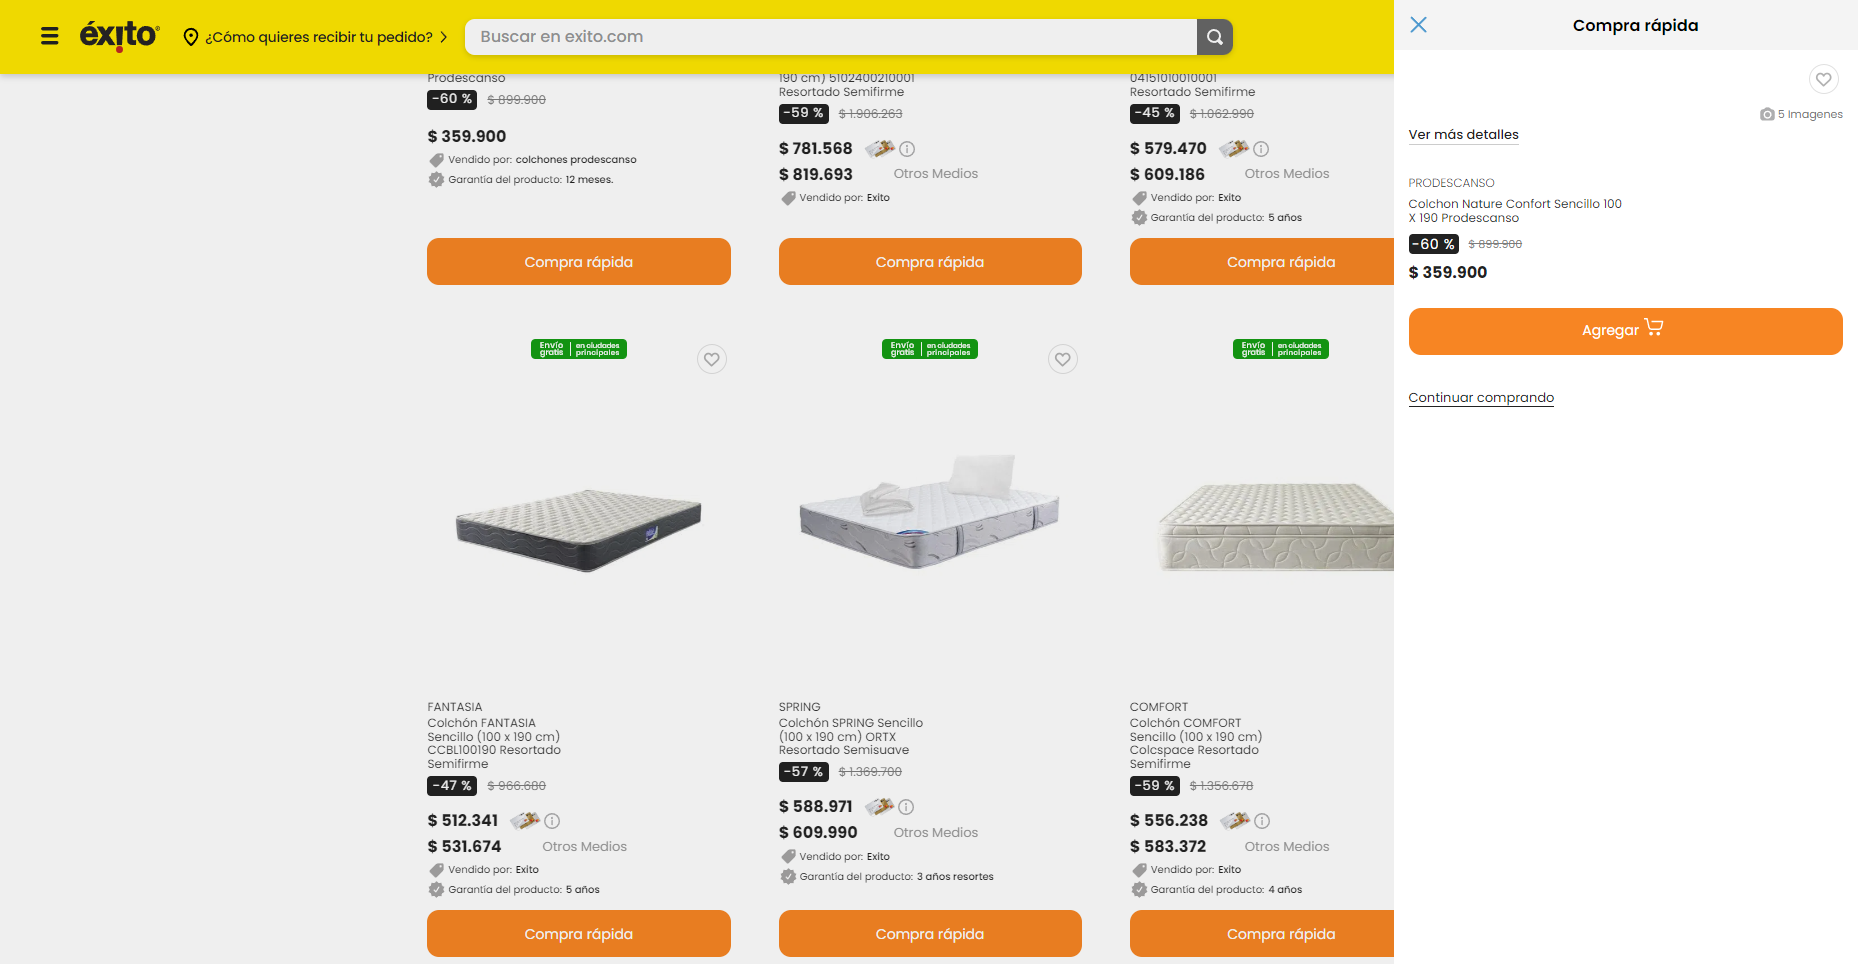 éxito
¿Cómo quieres recibir tu pedido?
Buscar en exito.com
Prodescanso
-60 % $ 899.900
$ 359.900
Vendido por: colchones prodescanso
Garantía del producto: 12 meses.
Compra rápida
190 cm) 5102400210001
Resortado Semifirme
-59 % $ 1.906.263
$ 781.568
$ 819.693 Otros Medios
Vendido por: Exito
Compra rápida
04151010010001
Resortado Semifirme
-45 % $ 1.062.990
$ 579.470
$ 609.186 Otros Medios
Vendido por: Exito
Garantía del producto: 5 años
Compra rápida
Envío gratis en ciudades principales
FANTASIA
Colchón FANTASIA
Sencillo (100 x 190 cm)
CCBL100190 Resortado
Semifirme
-47 % $ 966.680
$ 512.341
$ 531.674 Otros Medios
Vendido por: Exito
Garantía del producto: 5 años
Compra rápida
Envío gratis en ciudades principales
SPRING
Colchón SPRING Sencillo
(100 x 190 cm) ORTX
Resortado Semisuave
-57 % $ 1.369.700
$ 588.971
$ 609.990 Otros Medios
Vendido por: Exito
Garantía del producto: 3 años resortes
Compra rápida
Envío gratis en ciudades principales
COMFORT
Colchón COMFORT
Sencillo (100 x 190 cm)
Colcspace Resortado
Semifirme
-59 % $ 1.356.678
$ 556.238
$ 583.372 Otros Medios
Vendido por: Exito
Garantía del producto: 4 años
Compra rápida
Compra rápida
5 Imagenes
Ver más detalles
PRODESCANSO
Colchon Nature Confort Sencillo 100
X 190 Prodescanso
-60 % $ 899.900
$ 359.900
Agregar
Continuar comprando